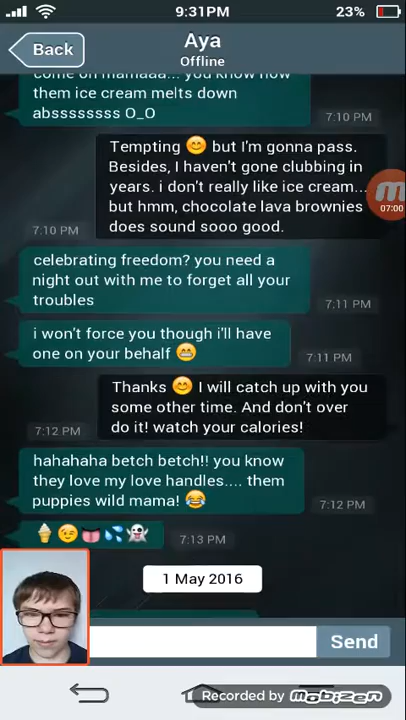 9:31PM
23%
Back
Aya
Offline
come on mamaaa... you know how
them ice cream melts down
abssssssss O_O
7:10 PM
Tempting 😊 but I'm gonna pass.
Besides, I haven't gone clubbing in
years. i don't really like ice cream...
but hmm, chocolate lava brownies
does sound sooo good.
7:10 PM
07:00
celebrating freedom? you need a
night out with me to forget all your
troubles
7:11 PM
i won't force you though i'll have
one on your behalf 😁
7:11 PM
Thanks 😊 I will catch up with you
some other time. And don't over
do it! watch your calories!
7:12 PM
hahahaha betch betch!! you know
they love my love handles.... them
puppies wild mama! 😂
7:12 PM
🍦😉👅💦👻
7:13 PM
1 May 2016
Send
Recorded by mobizen